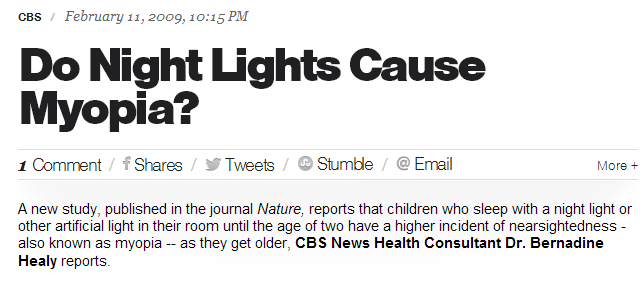 CBS / February 11, 2009, 10:15 PM
Do Night Lights Cause
Myopia?
1 Comment / f Shares / Tweets / Stumble / @ Email More +
A new study, published in the journal Nature, reports that children who sleep with a night light or
other artificial light in their room until the age of two have a higher incident of nearsightedness -
also known as myopia -- as they get older, CBS News Health Consultant Dr. Bernadine
Healy reports.